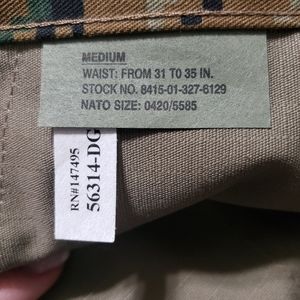 MEDIUM
WAIST: FROM 31 TO 35 IN.
STOCK NO. 8415-01-327-6129
NATO SIZE: 0420/5585
RN#147495
56314-DG